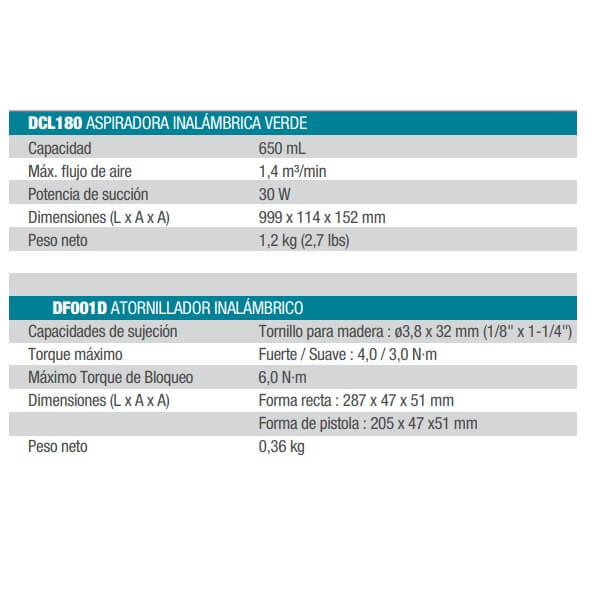 DCL180 ASPIRADORA INALÁMBRICA VERDE
Capacidad 650 mL
Máx. flujo de aire 1,4 m³/min
Potencia de succión 30 W
Dimensiones (L x A x A) 999 x 114 x 152 mm
Peso neto 1,2 kg (2,7 lbs)
DF001D ATORNILLADOR INALÁMBRICO
Capacidades de sujeción Tornillo para madera : ø3,8 x 32 mm (1/8" x 1-1/4")
Torque máximo Fuerte / Suave : 4,0 / 3,0 N·m
Máximo Torque de Bloqueo 6,0 N·m
Dimensiones (L x A x A) Forma recta : 287 x 47 x 51 mm
Forma de pistola : 205 x 47 x51 mm
Peso neto 0,36 kg